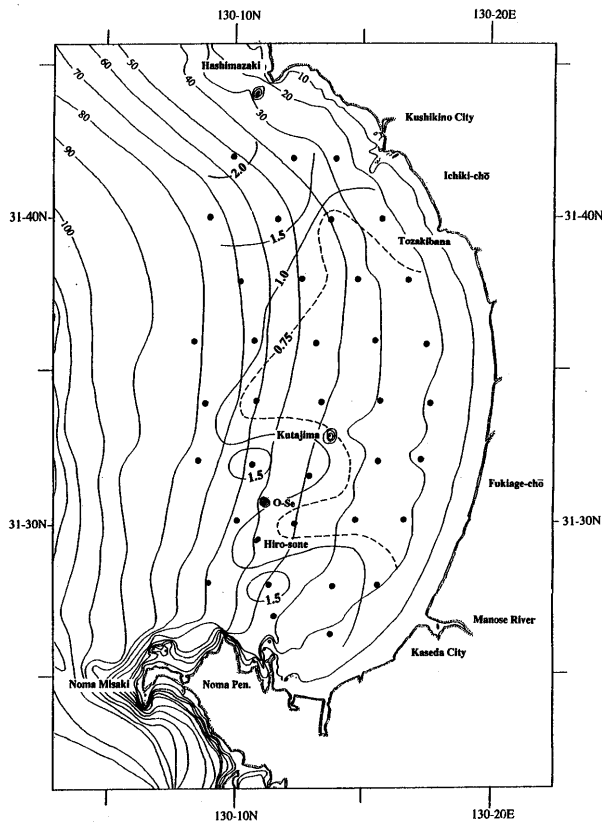 130-10N
130-20E
Hashimazaki
10
20
30
40
50
60
70
80
90
100
Kushikino City
Ichiki-chō
2.0
31-40N
31-40N
1.5
Tozakibana
1.0
0.75
Kutajima
1.5
Fukiage-chō
O-Se
31-30N
31-30N
Hiro-sone
1.5
Manose River
Kaseda City
Noma Misaki
Noma Pen.
130-10N
130-20E